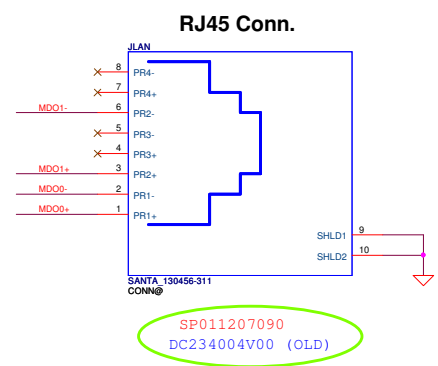 RJ45 Conn.
JLAN
8 PR4-
7 PR4+
MDO1- 6 PR2-
5 PR3-
4 PR3+
MDO1+ 3 PR2+
MDO0- 2 PR1-
MDO0+ 1 PR1+
SHLD1 9
SHLD2 10
SANTA_130456-311
CONN@
SP011207090
DC234004V00 (OLD)